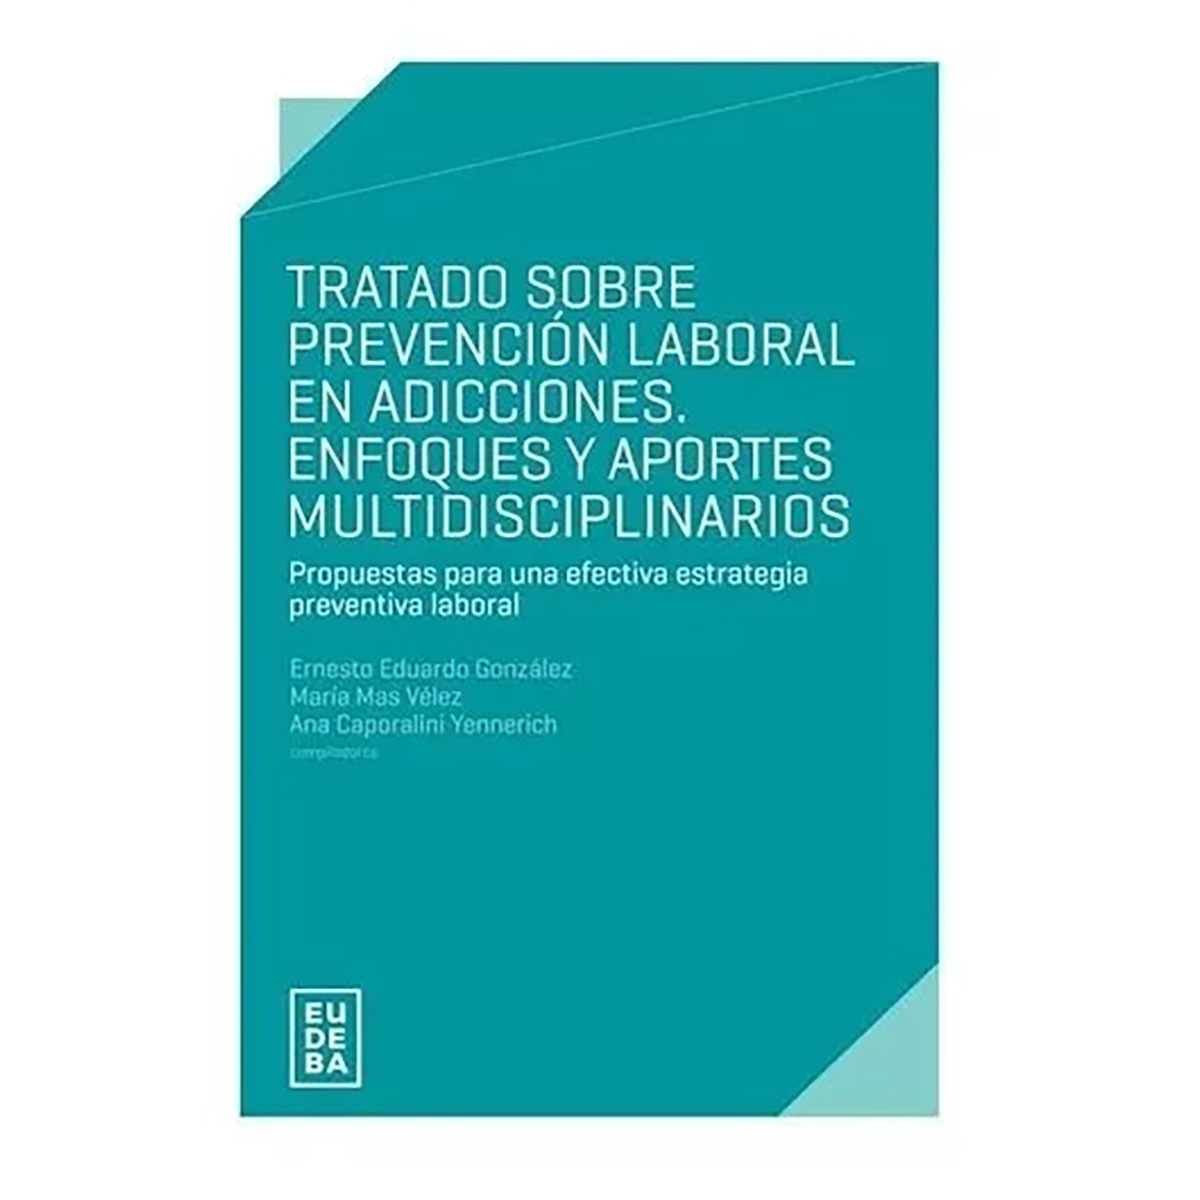 TRATADO SOBRE
PREVENCIÓN LABORAL
EN ADICCIONES.
ENFOQUES Y APORTES
MULTIDISCIPLINARIOS
Propuestas para una efectiva estrategia
preventiva laboral
Ernesto Eduardo González
María Mas Vélez
Ana Caporalini Yennerich
compiladores
EU
DE
BA